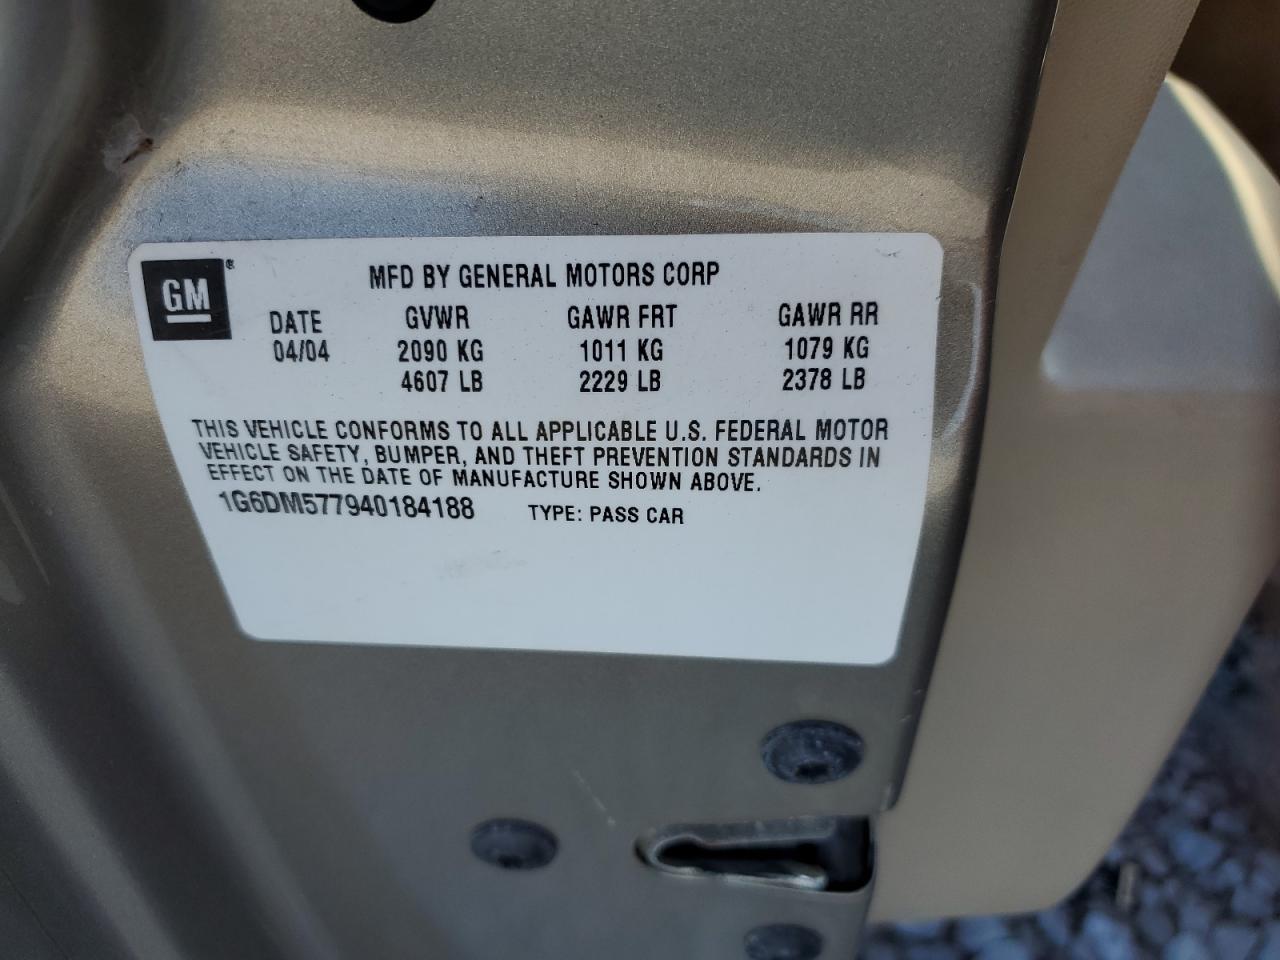 GM®
MFD BY GENERAL MOTORS CORP
DATE GVWR GAWR FRT GAWR RR
04/04 2090 KG 1011 KG 1079 KG
4607 LB 2229 LB 2378 LB
THIS VEHICLE CONFORMS TO ALL APPLICABLE U.S. FEDERAL MOTOR
VEHICLE SAFETY, BUMPER, AND THEFT PREVENTION STANDARDS IN
EFFECT ON THE DATE OF MANUFACTURE SHOWN ABOVE.
1G6DM577940184188 TYPE: PASS CAR